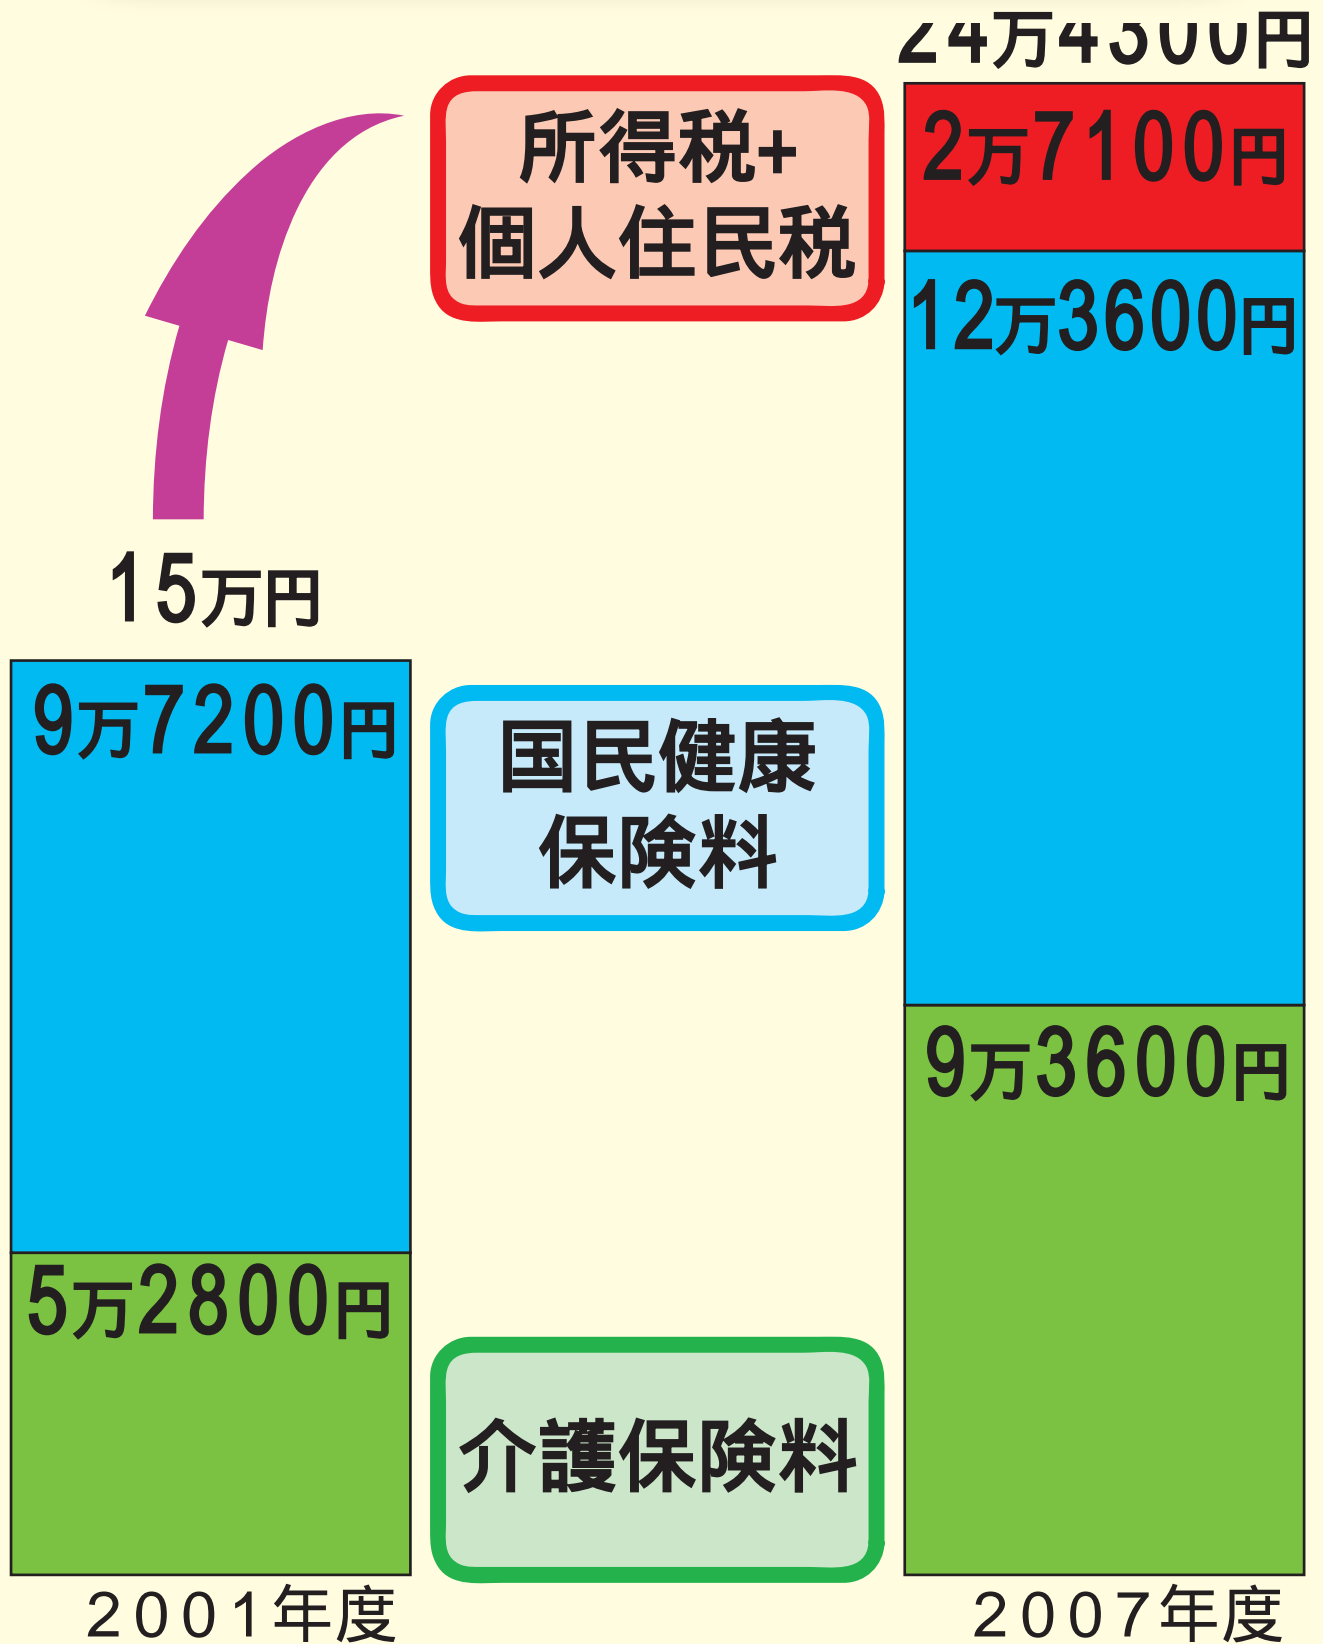 24万4300円
所得税+
個人住民税
2万7100円
12万3600円
15万円
9万7200円
国民健康
保険料
9万3600円
5万2800円
介護保険料
2001年度
2007年度